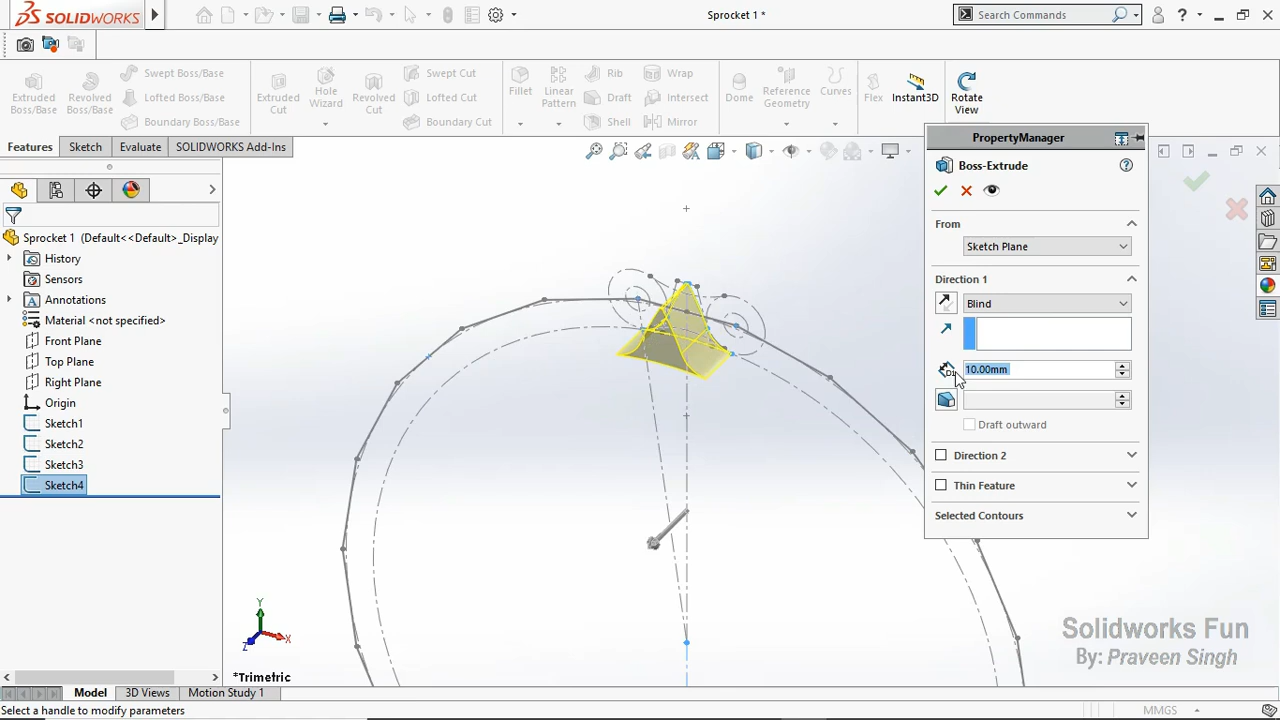 SOLIDWORKS
Sprocket 1 *
Search Commands
Extruded Boss/Base
Revolved Boss/Base
Swept Boss/Base
Lofted Boss/Base
Boundary Boss/Base
Extruded Cut
Hole Wizard
Revolved Cut
Swept Cut
Lofted Cut
Boundary Cut
Fillet
Linear Pattern
Rib
Draft
Shell
Wrap
Intersect
Mirror
Dome
Reference Geometry
Curves
Flex
Instant3D
Rotate View
Features
Sketch
Evaluate
SOLIDWORKS Add-Ins
PropertyManager
Boss-Extrude
From
Sketch Plane
Direction 1
Blind
D1
10.00mm
Draft outward
Direction 2
Thin Feature
Selected Contours
Sprocket 1 (Default<<Default>_Display
History
Sensors
Annotations
Material <not specified>
Front Plane
Top Plane
Right Plane
Origin
Sketch1
Sketch2
Sketch3
Sketch4
Y
X
Z
*Trimetric
Solidworks Fun
By: Praveen Singh
Model
3D Views
Motion Study 1
Select a handle to modify parameters
MMGS